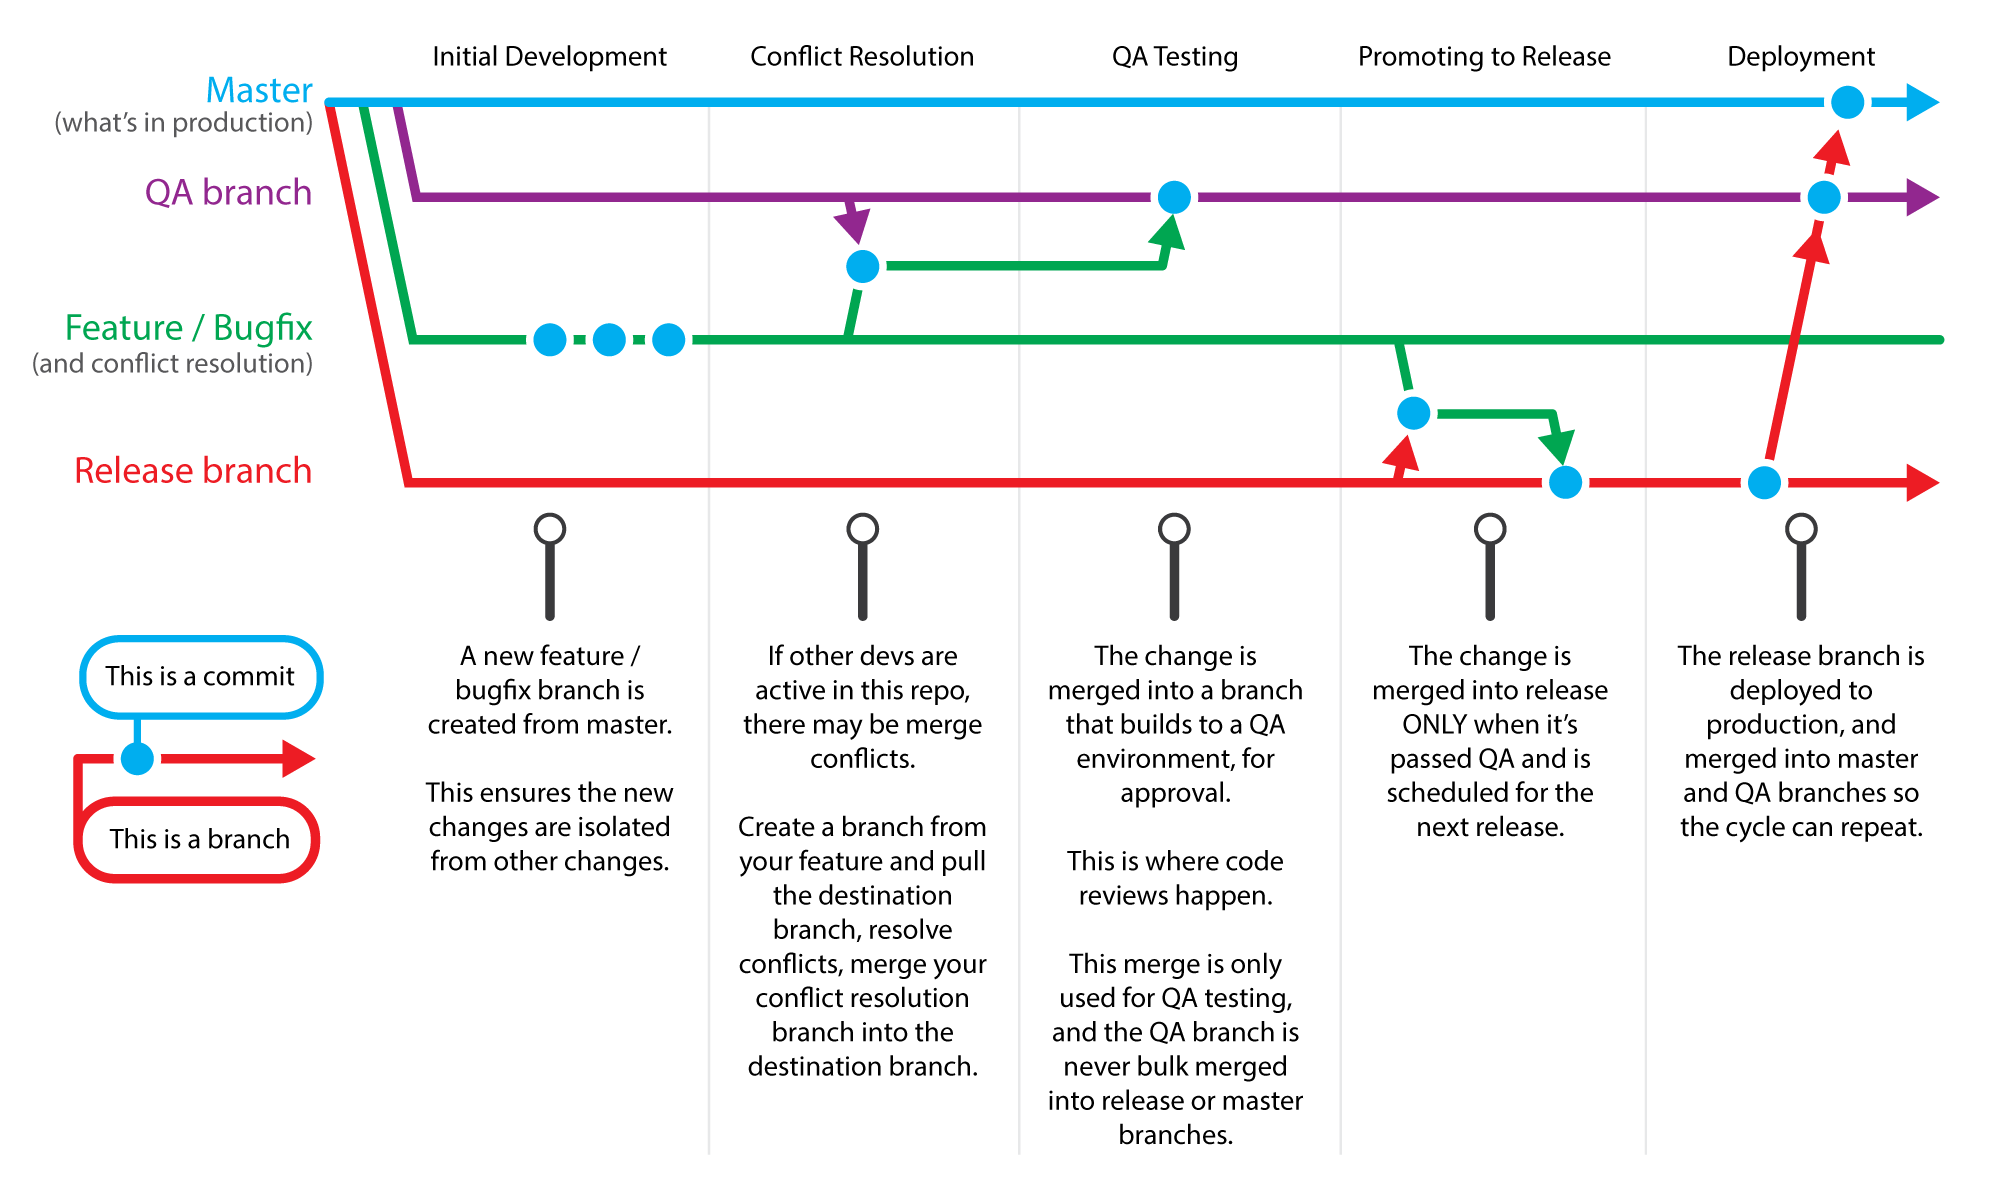 Initial Development
Conflict Resolution
QA Testing
Promoting to Release
Deployment
Master
(what's in production)
QA branch
Feature / Bugfix
(and conflict resolution)
Release branch
This is a commit
This is a branch
A new feature /
bugfix branch is
created from master.
This ensures the new
changes are isolated
from other changes.
If other devs are
active in this repo,
there may be merge
conflicts.
Create a branch from
your feature and pull
the destination
branch, resolve
conflicts, merge your
conflict resolution
branch into the
destination branch.
The change is
merged into a branch
that builds to a QA
environment, for
approval.
This is where code
reviews happen.
This merge is only
used for QA testing,
and the QA branch is
never bulk merged
into release or master
branches.
The change is
merged into release
ONLY when it's
passed QA and is
scheduled for the
next release.
The release branch is
deployed to
production, and
merged into master
and QA branches so
the cycle can repeat.